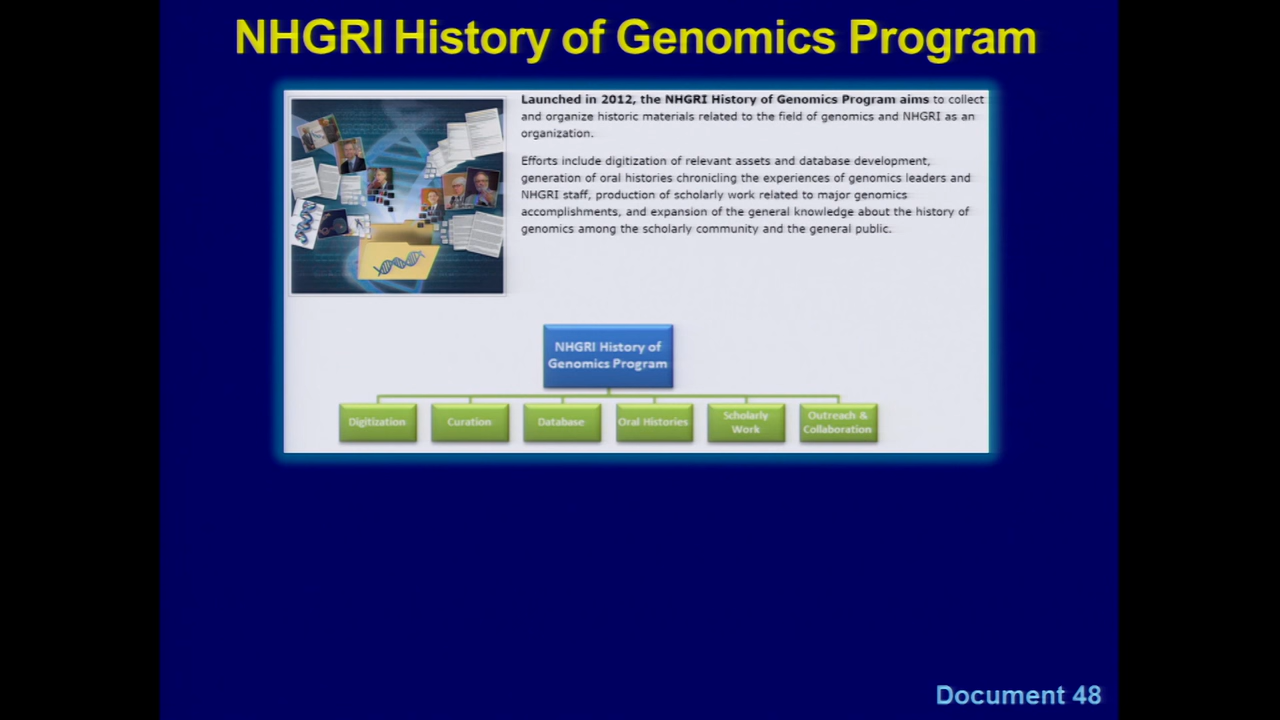 NHGRI History of Genomics Program
Launched in 2012, the NHGRI History of Genomics Program aims to collect
and organize historic materials related to the field of genomics and NHGRI as an
organization.
Efforts include digitization of relevant assets and database development,
generation of oral histories chronicling the experiences of genomics leaders and
NHGRI staff, production of scholarly work related to major genomics
accomplishments, and expansion of the general knowledge about the history of
genomics among the scholarly community and the general public.
NHGRI History of
Genomics Program
Digitization
Curation
Database
Oral Histories
Scholarly
Work
Outreach &
Collaboration
Document 48